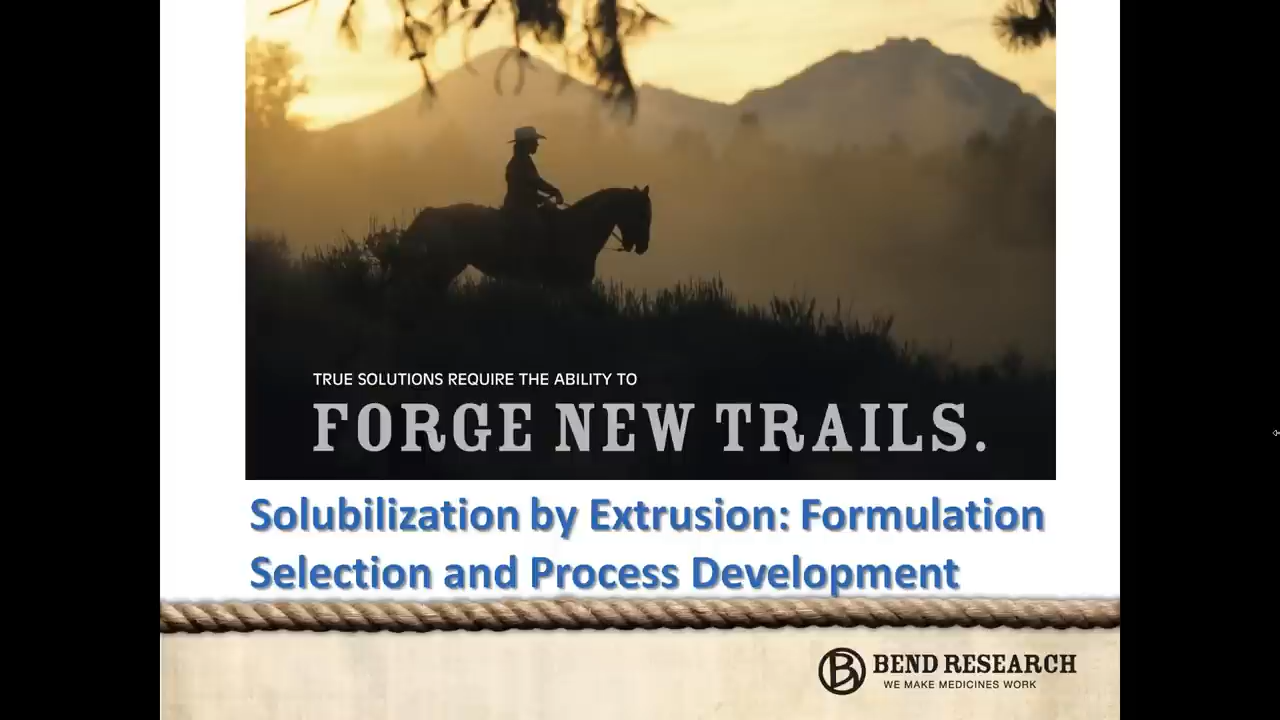 TRUE SOLUTIONS REQUIRE THE ABILITY TO
FORGE NEW TRAILS.
Solubilization by Extrusion: Formulation
Selection and Process Development
B BEND RESEARCH
WE MAKE MEDICINES WORK